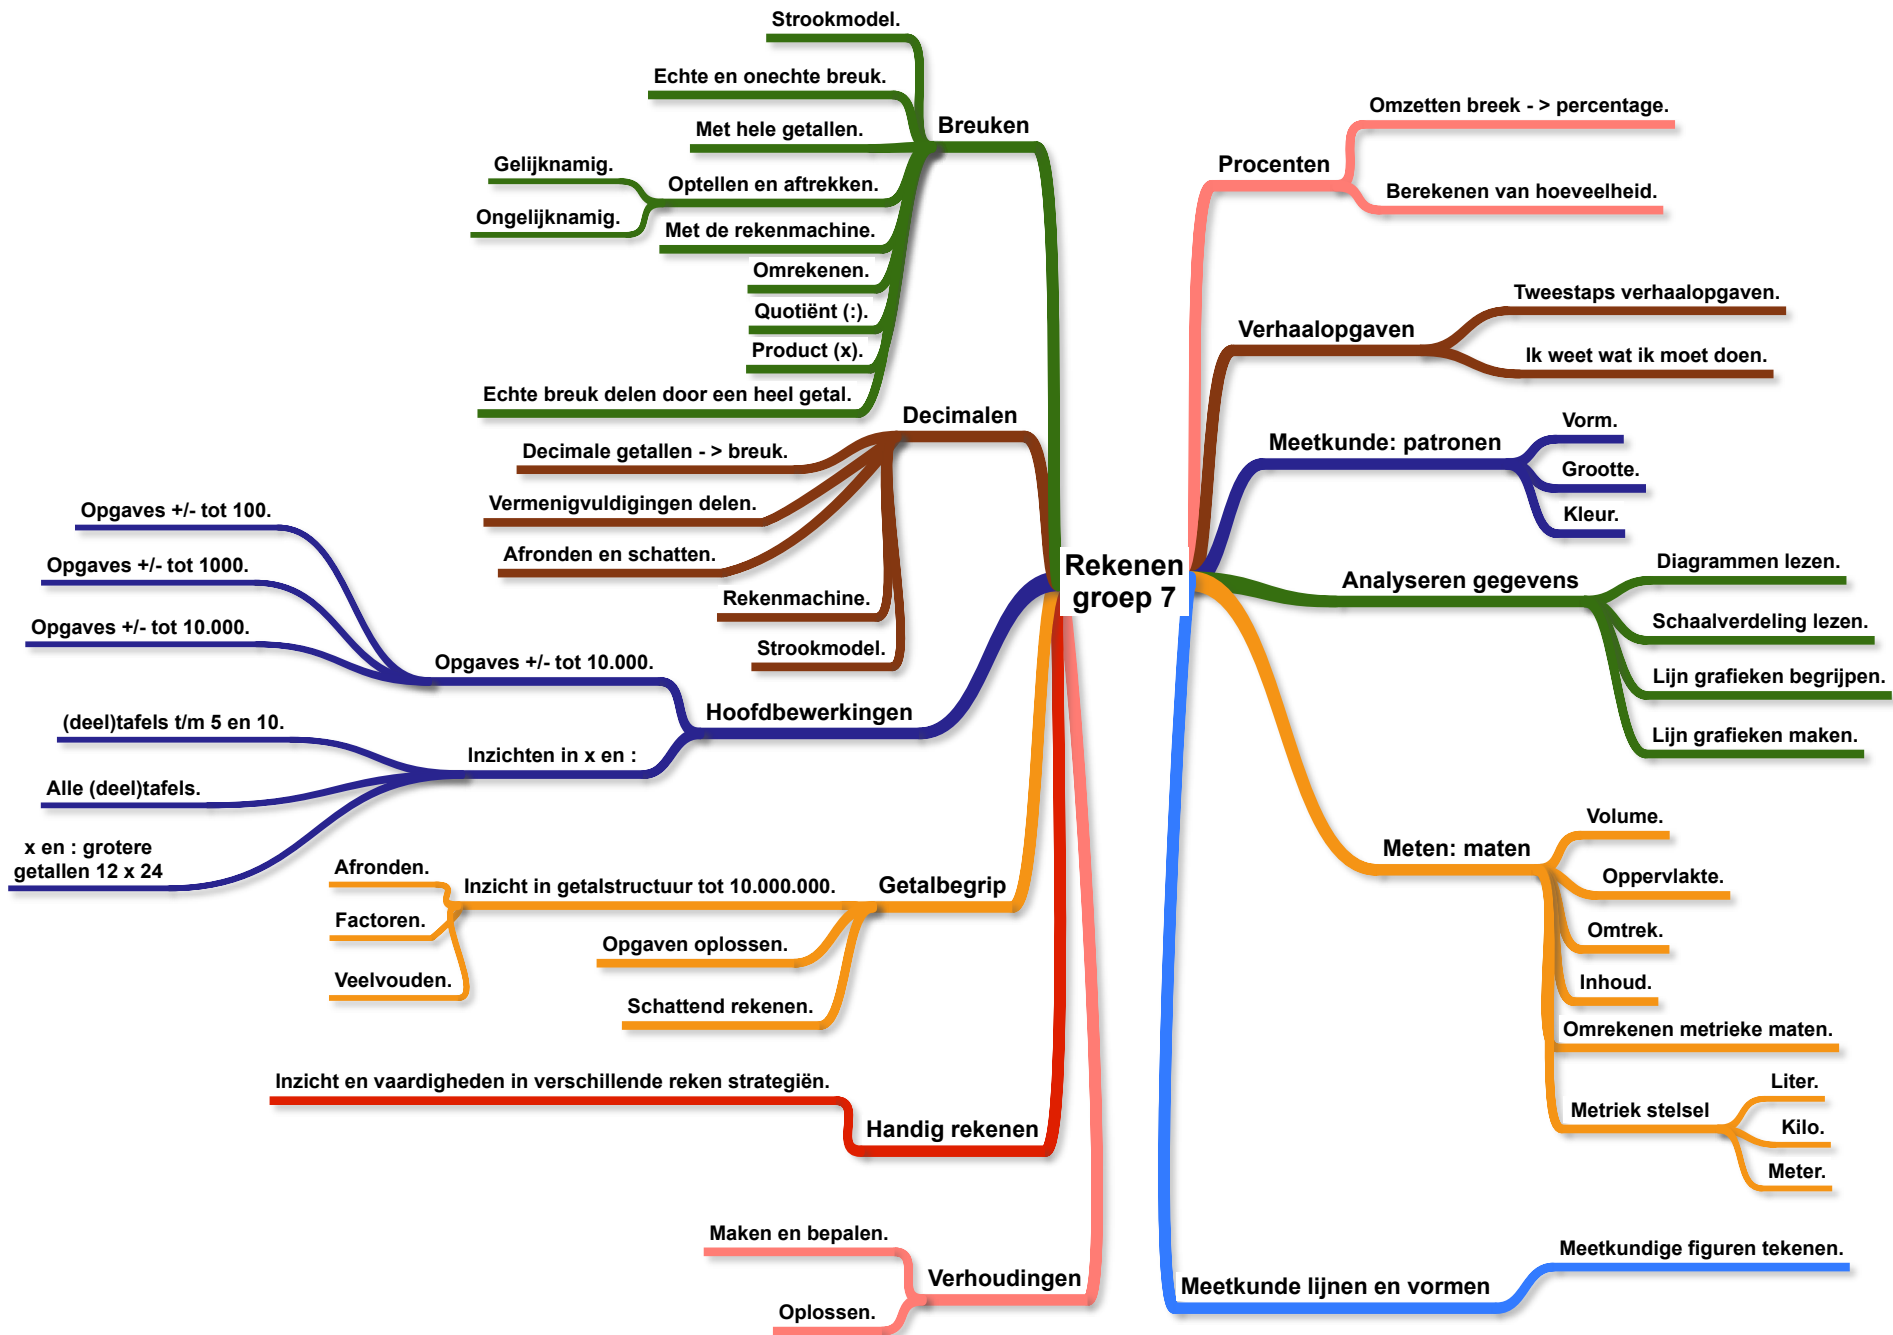 Rekenen
groep 7
Breuken
Strookmodel.
Echte en onechte breuk.
Met hele getallen.
Optellen en aftrekken.
Gelijknamig.
Ongelijknamig.
Met de rekenmachine.
Omrekenen.
Quotiënt (:).
Product (x).
Echte breuk delen door een heel getal.
Decimalen
Decimale getallen - > breuk.
Vermenigvuldigingen delen.
Afronden en schatten.
Rekenmachine.
Strookmodel.
Hoofdbewerkingen
Opgaves +/- tot 10.000.
Opgaves +/- tot 100.
Opgaves +/- tot 1000.
Opgaves +/- tot 10.000.
Inzichten in x en :
(deel)tafels t/m 5 en 10.
Alle (deel)tafels.
x en : grotere
getallen 12 x 24
Getalbegrip
Inzicht in getalstructuur tot 10.000.000.
Afronden.
Factoren.
Veelvouden.
Opgaven oplossen.
Schattend rekenen.
Handig rekenen
Inzicht en vaardigheden in verschillende reken strategiën.
Verhoudingen
Maken en bepalen.
Oplossen.
Procenten
Omzetten breek - > percentage.
Berekenen van hoeveelheid.
Verhaalopgaven
Tweestaps verhaalopgaven.
Ik weet wat ik moet doen.
Meetkunde: patronen
Vorm.
Grootte.
Kleur.
Analyseren gegevens
Diagrammen lezen.
Schaalverdeling lezen.
Lijn grafieken begrijpen.
Lijn grafieken maken.
Meten: maten
Volume.
Oppervlakte.
Omtrek.
Inhoud.
Omrekenen metrieke maten.
Metriek stelsel
Liter.
Kilo.
Meter.
Meetkunde lijnen en vormen
Meetkundige figuren tekenen.